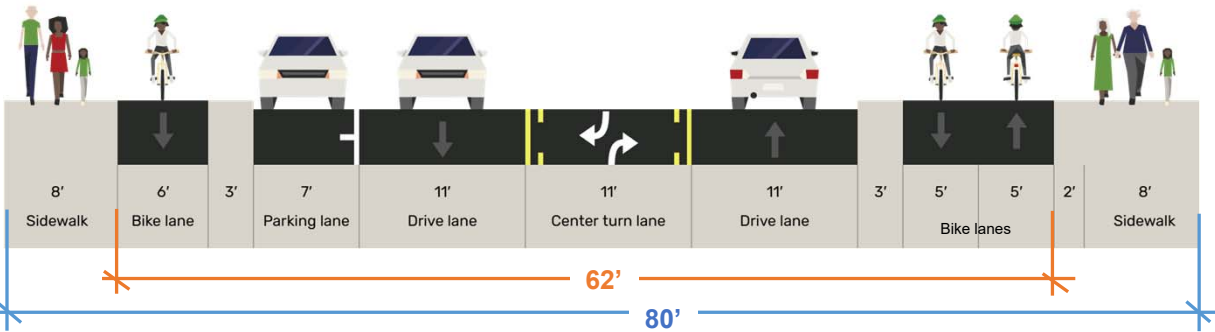 8′ 6′ 3′ 7′ 11′ 11′ 11′ 3′ 5′ 5′ 2′ 8′
Sidewalk Bike lane Parking lane Drive lane Center turn lane Drive lane Bike lanes Sidewalk
62’
80’